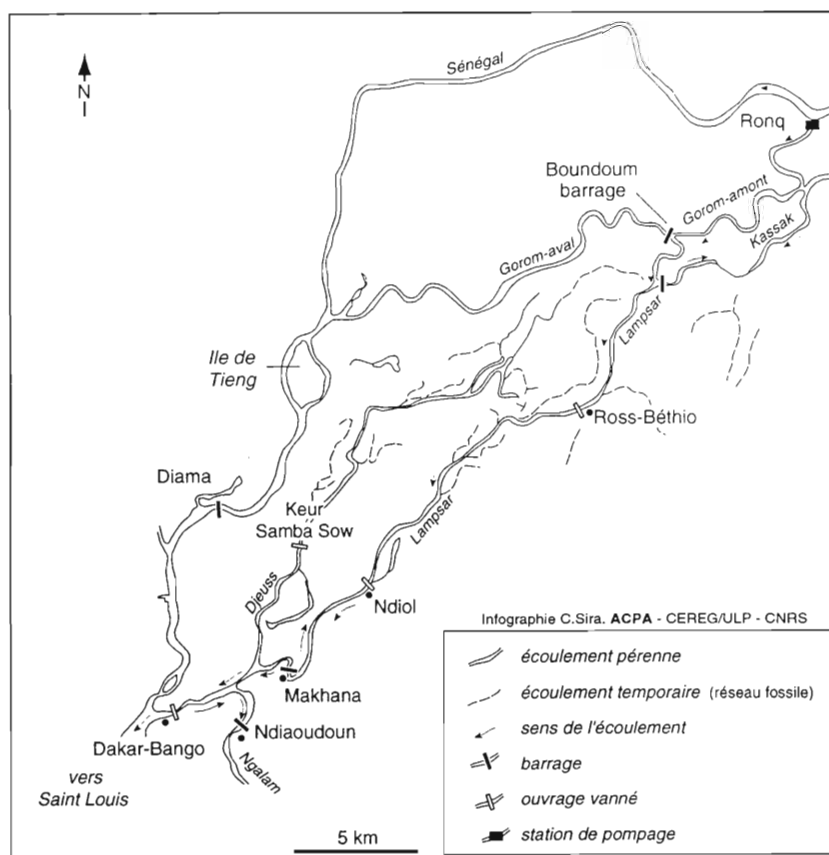 N
Sénégal
Ronq
Boundoum
barrage
Gorom-amont
Kassak
Gorom-aval
Lampsar
Ile de
Tieng
Ross-Béthio
Diama
Keur
Samba Sow
Lampsar
Djeuss
Ndiol
Makhana
Ndiaoudoun
Dakar-Bango
Ngalam
vers
Saint Louis
5 km
Infographie C.Sira. ACPA - CEREG/ULP - CNRS
écoulement pérenne
écoulement temporaire (réseau fossile)
sens de l'écoulement
barrage
ouvrage vanné
station de pompage